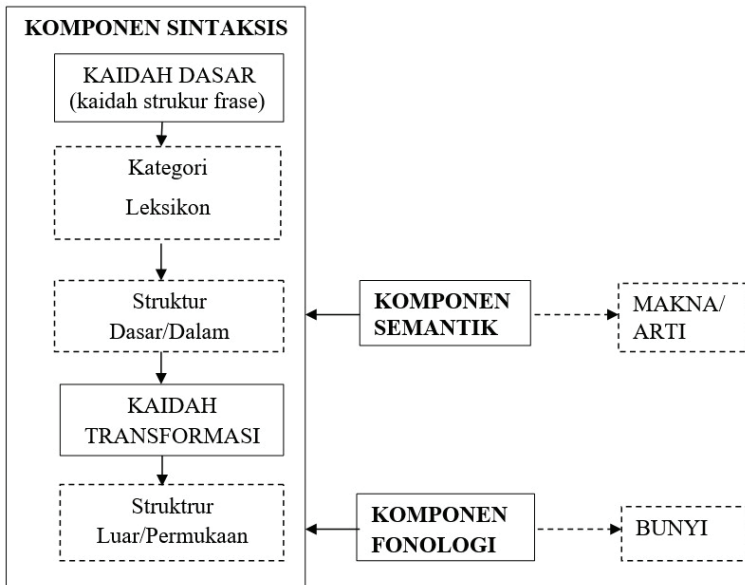 KOMPONEN SINTAKSIS
KAIDAH DASAR
(kaidah strukur frase)
Kategori
Leksikon
Struktur
Dasar/Dalam
KOMPONEN
SEMANTIK
MAKNA/
ARTI
KAIDAH
TRANSFORMASI
Struktrur
Luar/Permukaan
KOMPONEN
FONOLOGI
BUNYI